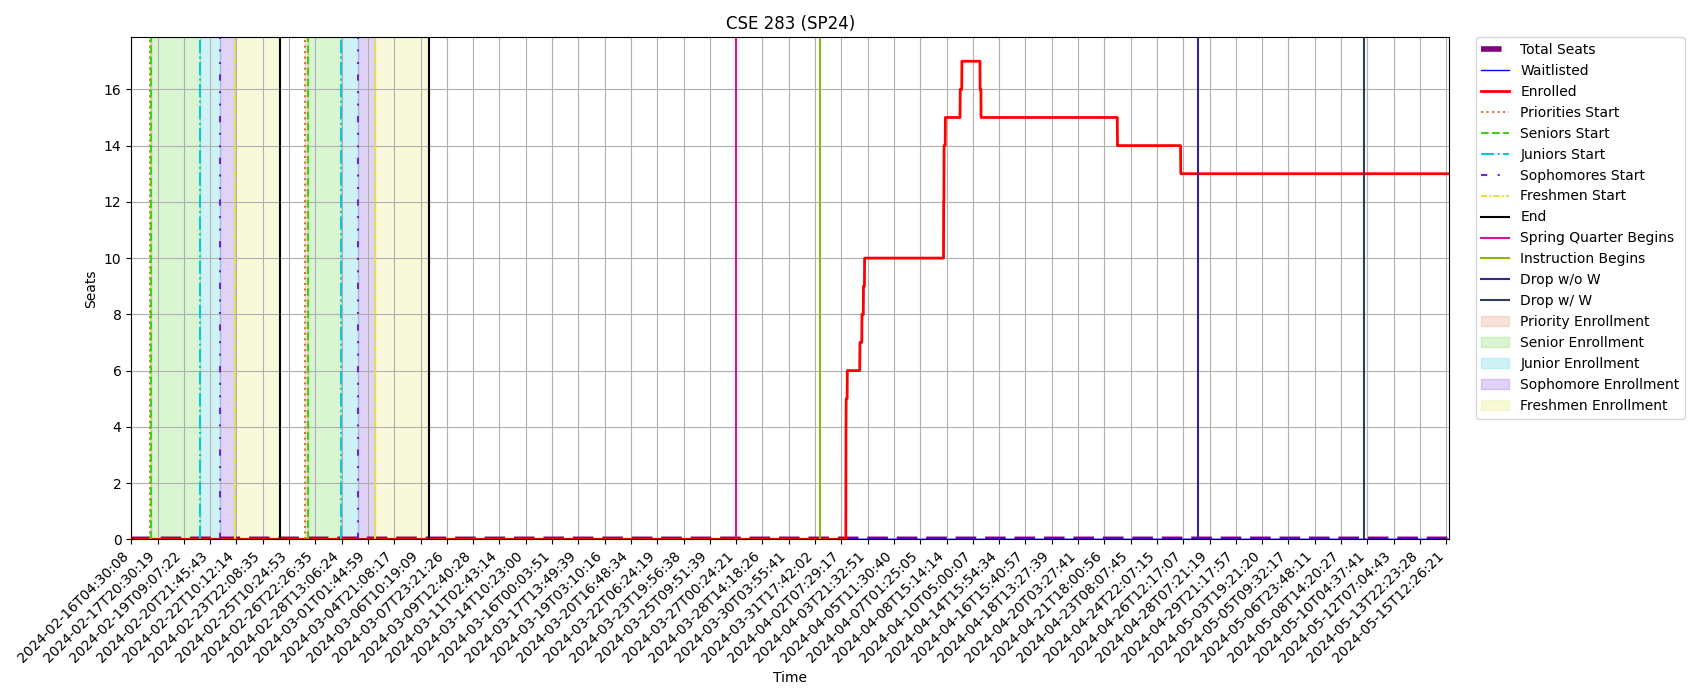 CSE 283 (SP24)
Seats
16
14
12
10
8
6
4
2
0
2024-02-16T04:30:08
2024-02-17T20:30:19
2024-02-19T09:07:22
2024-02-20T21:45:43
2024-02-22T10:12:14
2024-02-23T22:08:35
2024-02-25T10:24:53
2024-02-26T22:26:35
2024-02-28T13:06:24
2024-03-01T01:44:59
2024-03-04T21:08:17
2024-03-06T10:19:09
2024-03-07T23:21:26
2024-03-09T12:40:28
2024-03-11T02:43:14
2024-03-14T10:23:00
2024-03-16T00:03:51
2024-03-17T13:49:39
2024-03-19T03:10:16
2024-03-20T16:48:34
2024-03-22T06:24:19
2024-03-23T19:56:38
2024-03-25T09:51:39
2024-03-27T00:24:21
2024-03-28T14:18:26
2024-03-30T03:55:41
2024-03-31T17:42:02
2024-04-02T07:29:17
2024-04-03T21:32:51
2024-04-05T11:30:40
2024-04-07T01:25:05
2024-04-08T15:14:14
2024-04-10T05:00:07
2024-04-14T15:54:34
2024-04-16T15:40:57
2024-04-18T13:27:39
2024-04-20T03:27:41
2024-04-21T18:00:56
2024-04-23T08:07:45
2024-04-24T22:07:15
2024-04-26T12:17:07
2024-04-28T07:21:19
2024-04-29T21:17:57
2024-05-03T19:21:20
2024-05-05T09:32:17
2024-05-06T23:48:11
2024-05-08T14:20:27
2024-05-10T04:37:41
2024-05-12T07:04:43
2024-05-13T22:23:28
2024-05-15T12:26:21
Time
Total Seats
Waitlisted
Enrolled
Priorities Start
Seniors Start
Juniors Start
Sophomores Start
Freshmen Start
End
Spring Quarter Begins
Instruction Begins
Drop w/o W
Drop w/ W
Priority Enrollment
Senior Enrollment
Junior Enrollment
Sophomore Enrollment
Freshmen Enrollment